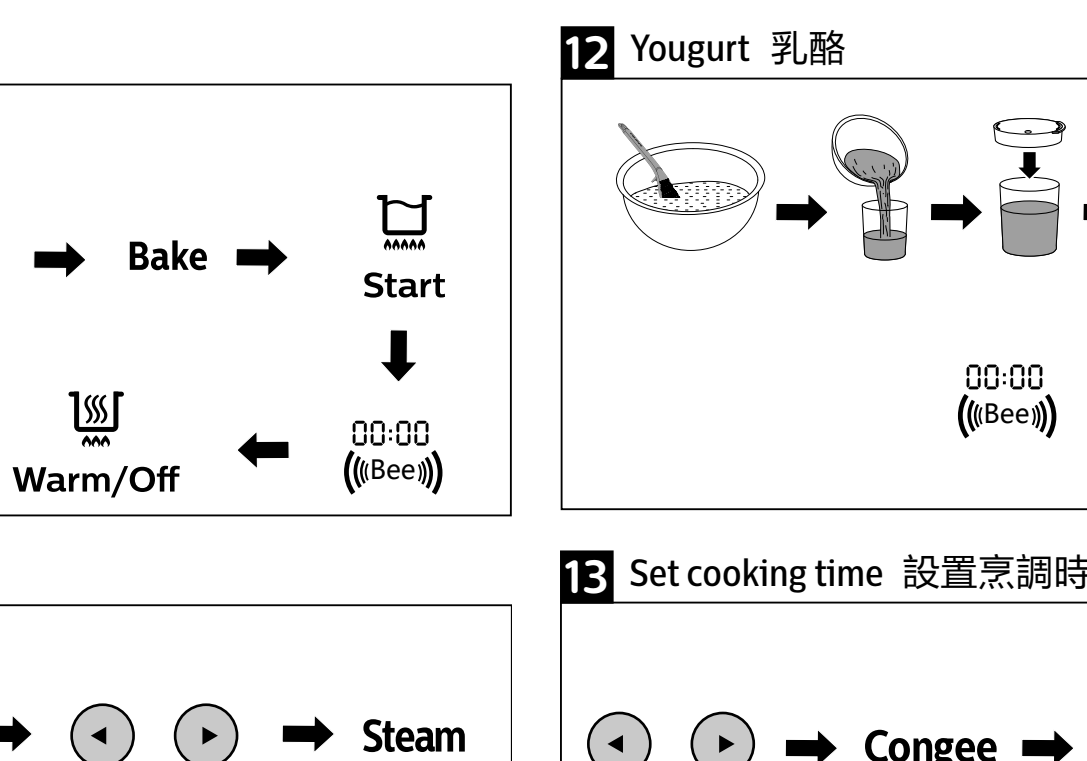 Bake
Start
00:00
Bee
Warm/Off
Steam
12 Yougurt 乳酪
00:00
Bee
13 Set cooking time 設置烹調時
Congee